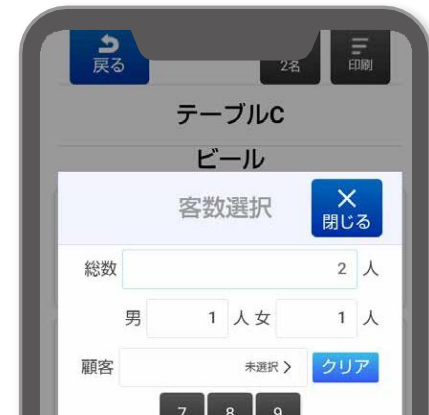 戻る 2名 印刷
テーブルC
ビール
客数選択 閉じる
総数 2 人
男 1 人 女 1 人
顧客 未選択 クリア
7 8 9